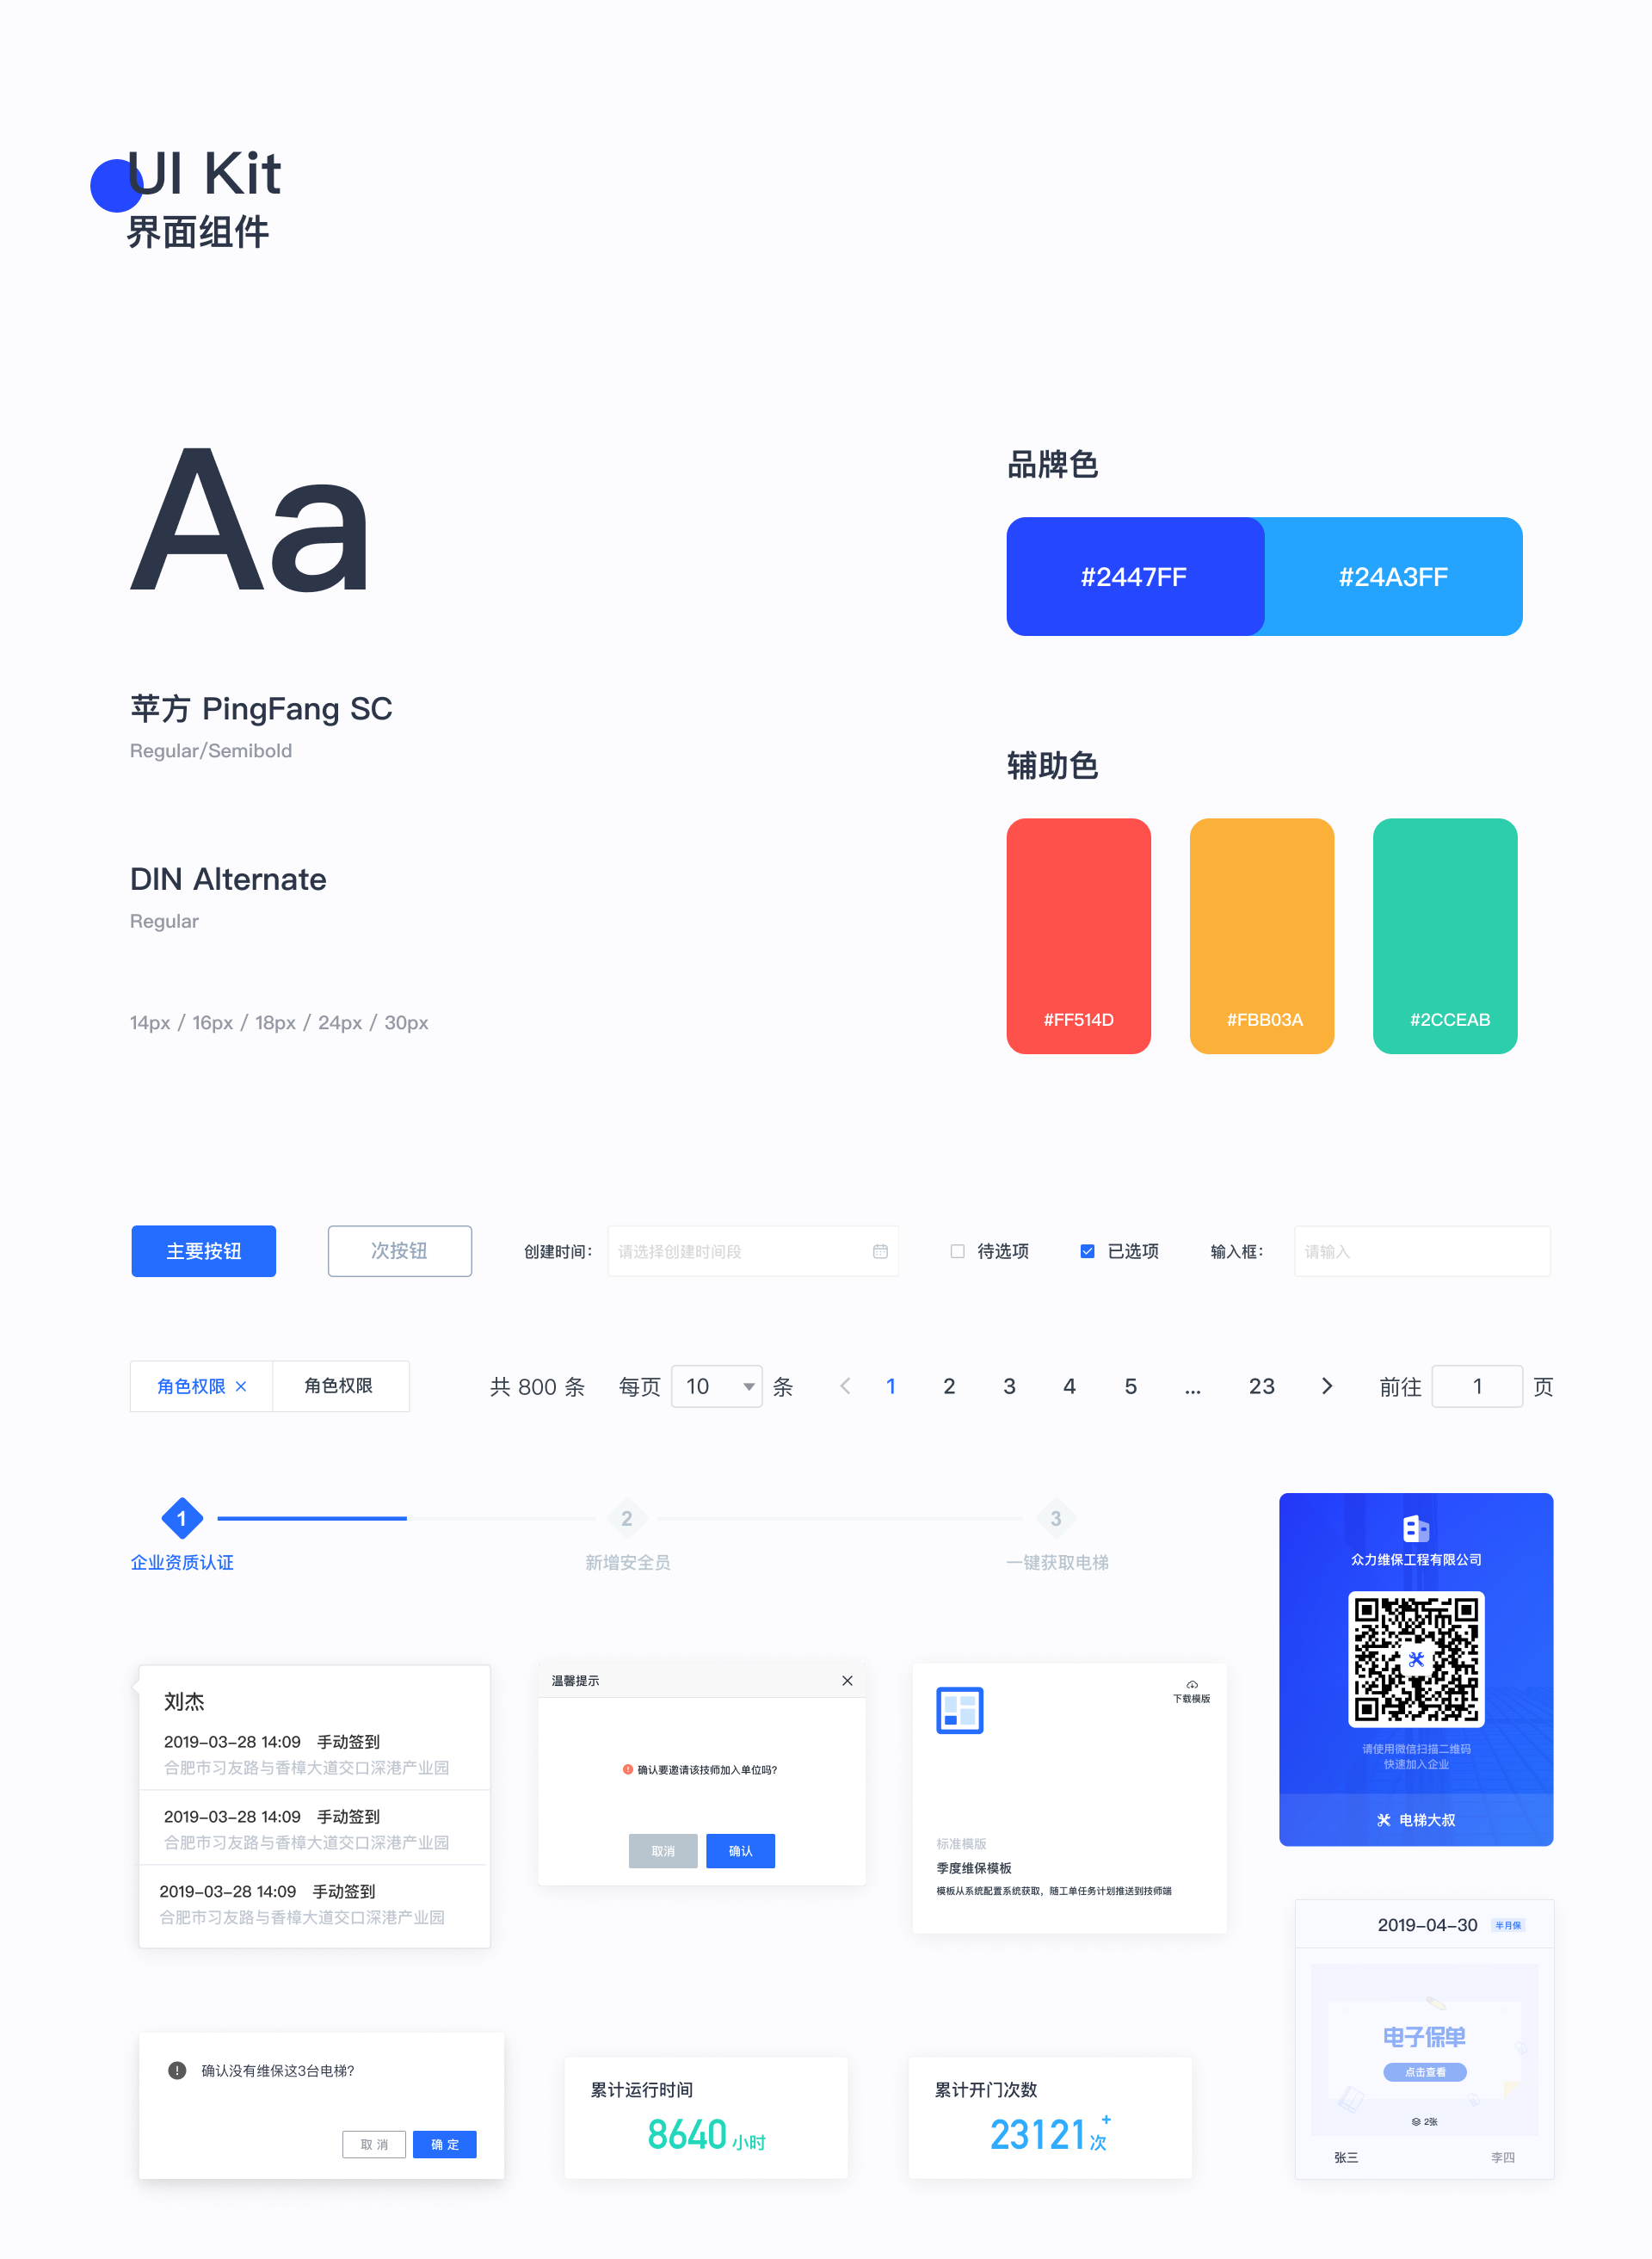 UI Kit
界面组件
Aa
苹方 PingFang SC
Regular/Semibold
DIN Alternate
Regular
14px / 16px / 18px / 24px / 30px
品牌色
#2447FF
#24A3FF
辅助色
#FF514D
#FBB03A
#2CCEAB
主要按钮
次按钮
创建时间：
请选择创建时间段
待选项
已选项
输入框：
请输入
角色权限
角色权限
共 800 条
每页
10
条
1
2
3
4
5
...
23
前往
1
页
1
2
3
企业资质认证
新增安全员
一键获取电梯
众力维保工程有限公司
请使用微信扫描二维码
快速加入企业
电梯大叔
刘杰
2019-03-28 14:09 手动签到
合肥市习友路与香樟大道交口深港产业园
2019-03-28 14:09 手动签到
合肥市习友路与香樟大道交口深港产业园
2019-03-28 14:09 手动签到
合肥市习友路与香樟大道交口深港产业园
温馨提示
确认要邀请该技师加入单位吗?
取消
确认
下载模版
标准模版
季度维保模板
模板从系统配置系统获取，随工单任务计划推送到技师端
2019-04-30
半月保
电子保单
点击查看
2张
张三
李四
确认没有维保这3台电梯?
取 消
确 定
累计运行时间
8640 小时
累计开门次数
23121 次
+